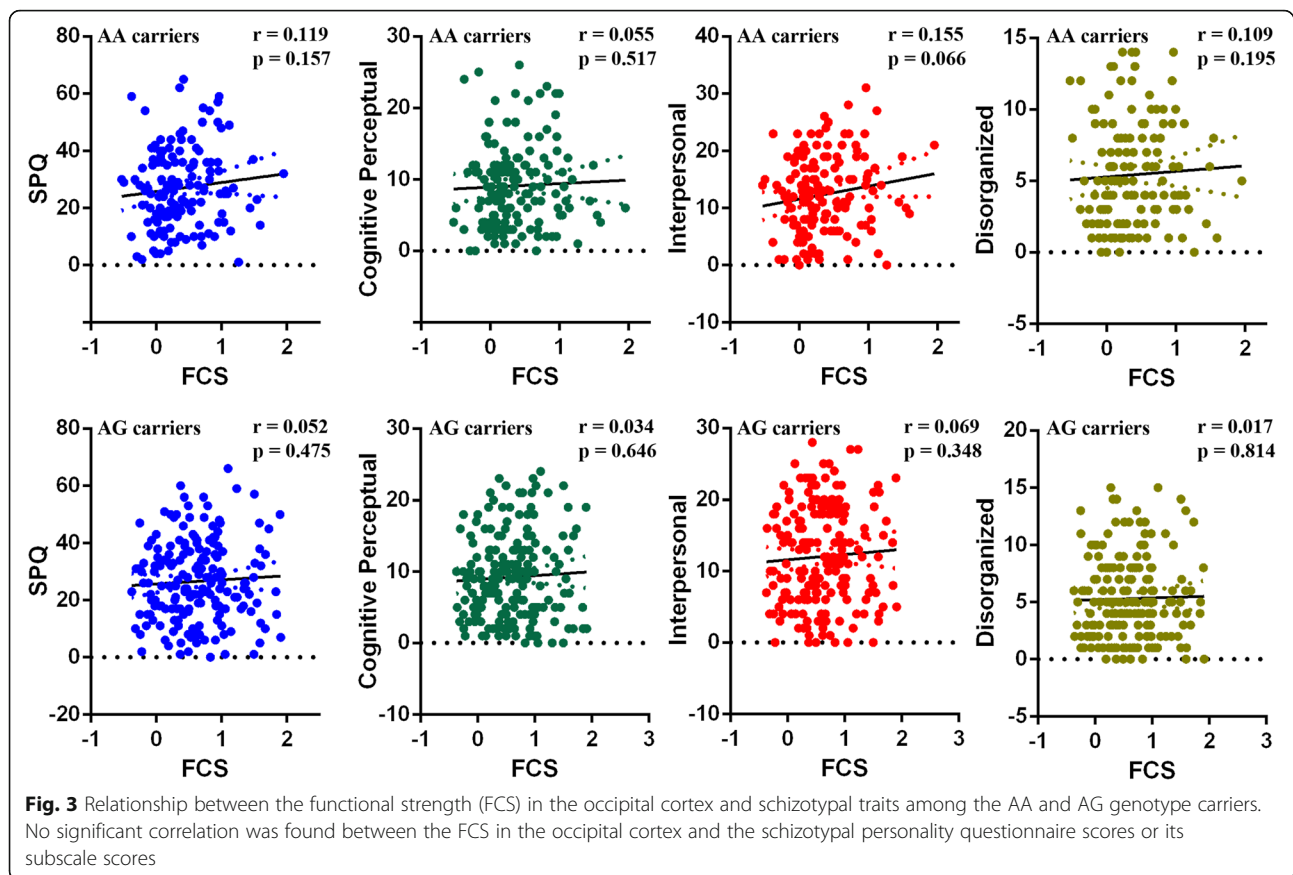 AA carriers
r = 0.119
p = 0.157
80
60
40
20
0
SPQ
-1
0
1
2
FCS
AA carriers
r = 0.055
p = 0.517
30
20
10
0
Cognitive Perceptual
-1
0
1
2
FCS
AA carriers
r = 0.155
p = 0.066
40
30
20
10
0
-10
Interpersonal
-1
0
1
2
FCS
AA carriers
r = 0.109
p = 0.195
15
10
5
0
-5
Disorganized
-1
0
1
2
FCS
AG carriers
r = 0.052
p = 0.475
80
60
40
20
0
-20
SPQ
-1
0
1
2
FCS
AG carriers
r = 0.034
p = 0.646
30
20
10
0
-10
Cognitive Perceptual
-1
0
1
2
3
FCS
AG carriers
r = 0.069
p = 0.348
30
20
10
0
-10
Interpersonal
-1
0
1
2
3
FCS
AG carriers
r = 0.017
p = 0.814
20
15
10
5
0
-5
Disorganized
-1
0
1
2
3
FCS
Fig. 3 Relationship between the functional strength (FCS) in the occipital cortex and schizotypal traits among the AA and AG genotype carriers.
No significant correlation was found between the FCS in the occipital cortex and the schizotypal personality questionnaire scores or its
subscale scores